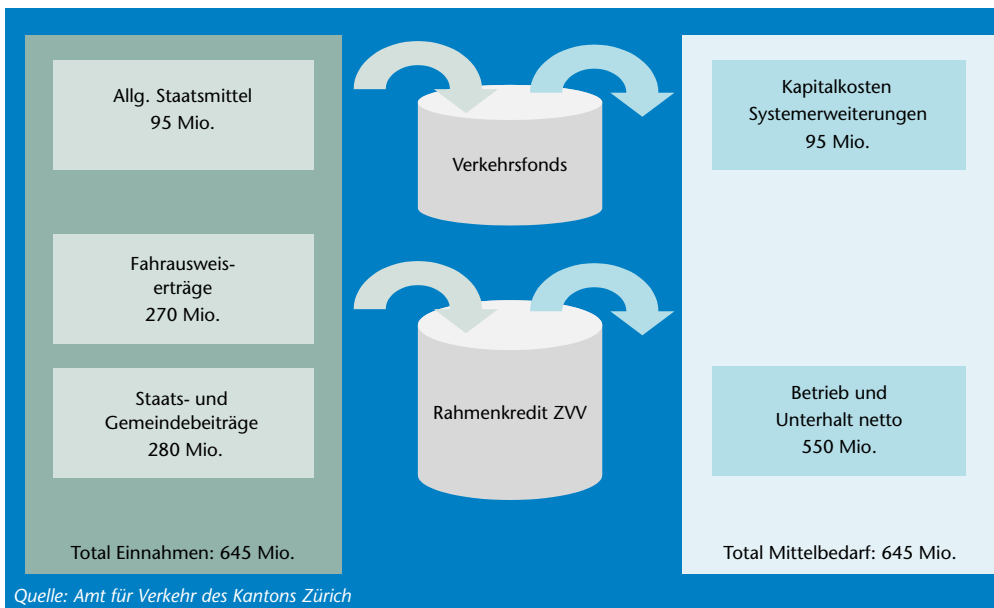 Allg. Staatsmittel
95 Mio.
Fahrausweis-
erträge
270 Mio.
Staats- und
Gemeindebeiträge
280 Mio.
Total Einnahmen: 645 Mio.
Verkehrsfonds
Rahmenkredit ZVV
Kapitalkosten
Systemerweiterungen
95 Mio.
Betrieb und
Unterhalt netto
550 Mio.
Total Mittelbedarf: 645 Mio.
Quelle: Amt für Verkehr des Kantons Zürich